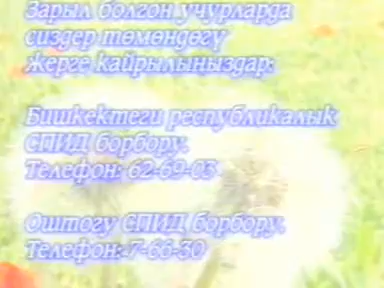 Зарыл болгон учурларда
сиздер төмөндөгү
жерге кайрылыныздар:
Бишкектеги республикалык
СПИД борбору.
Телефон: 62-69-03
Оштогу СПИД борбору.
Телефон: 7-66-30